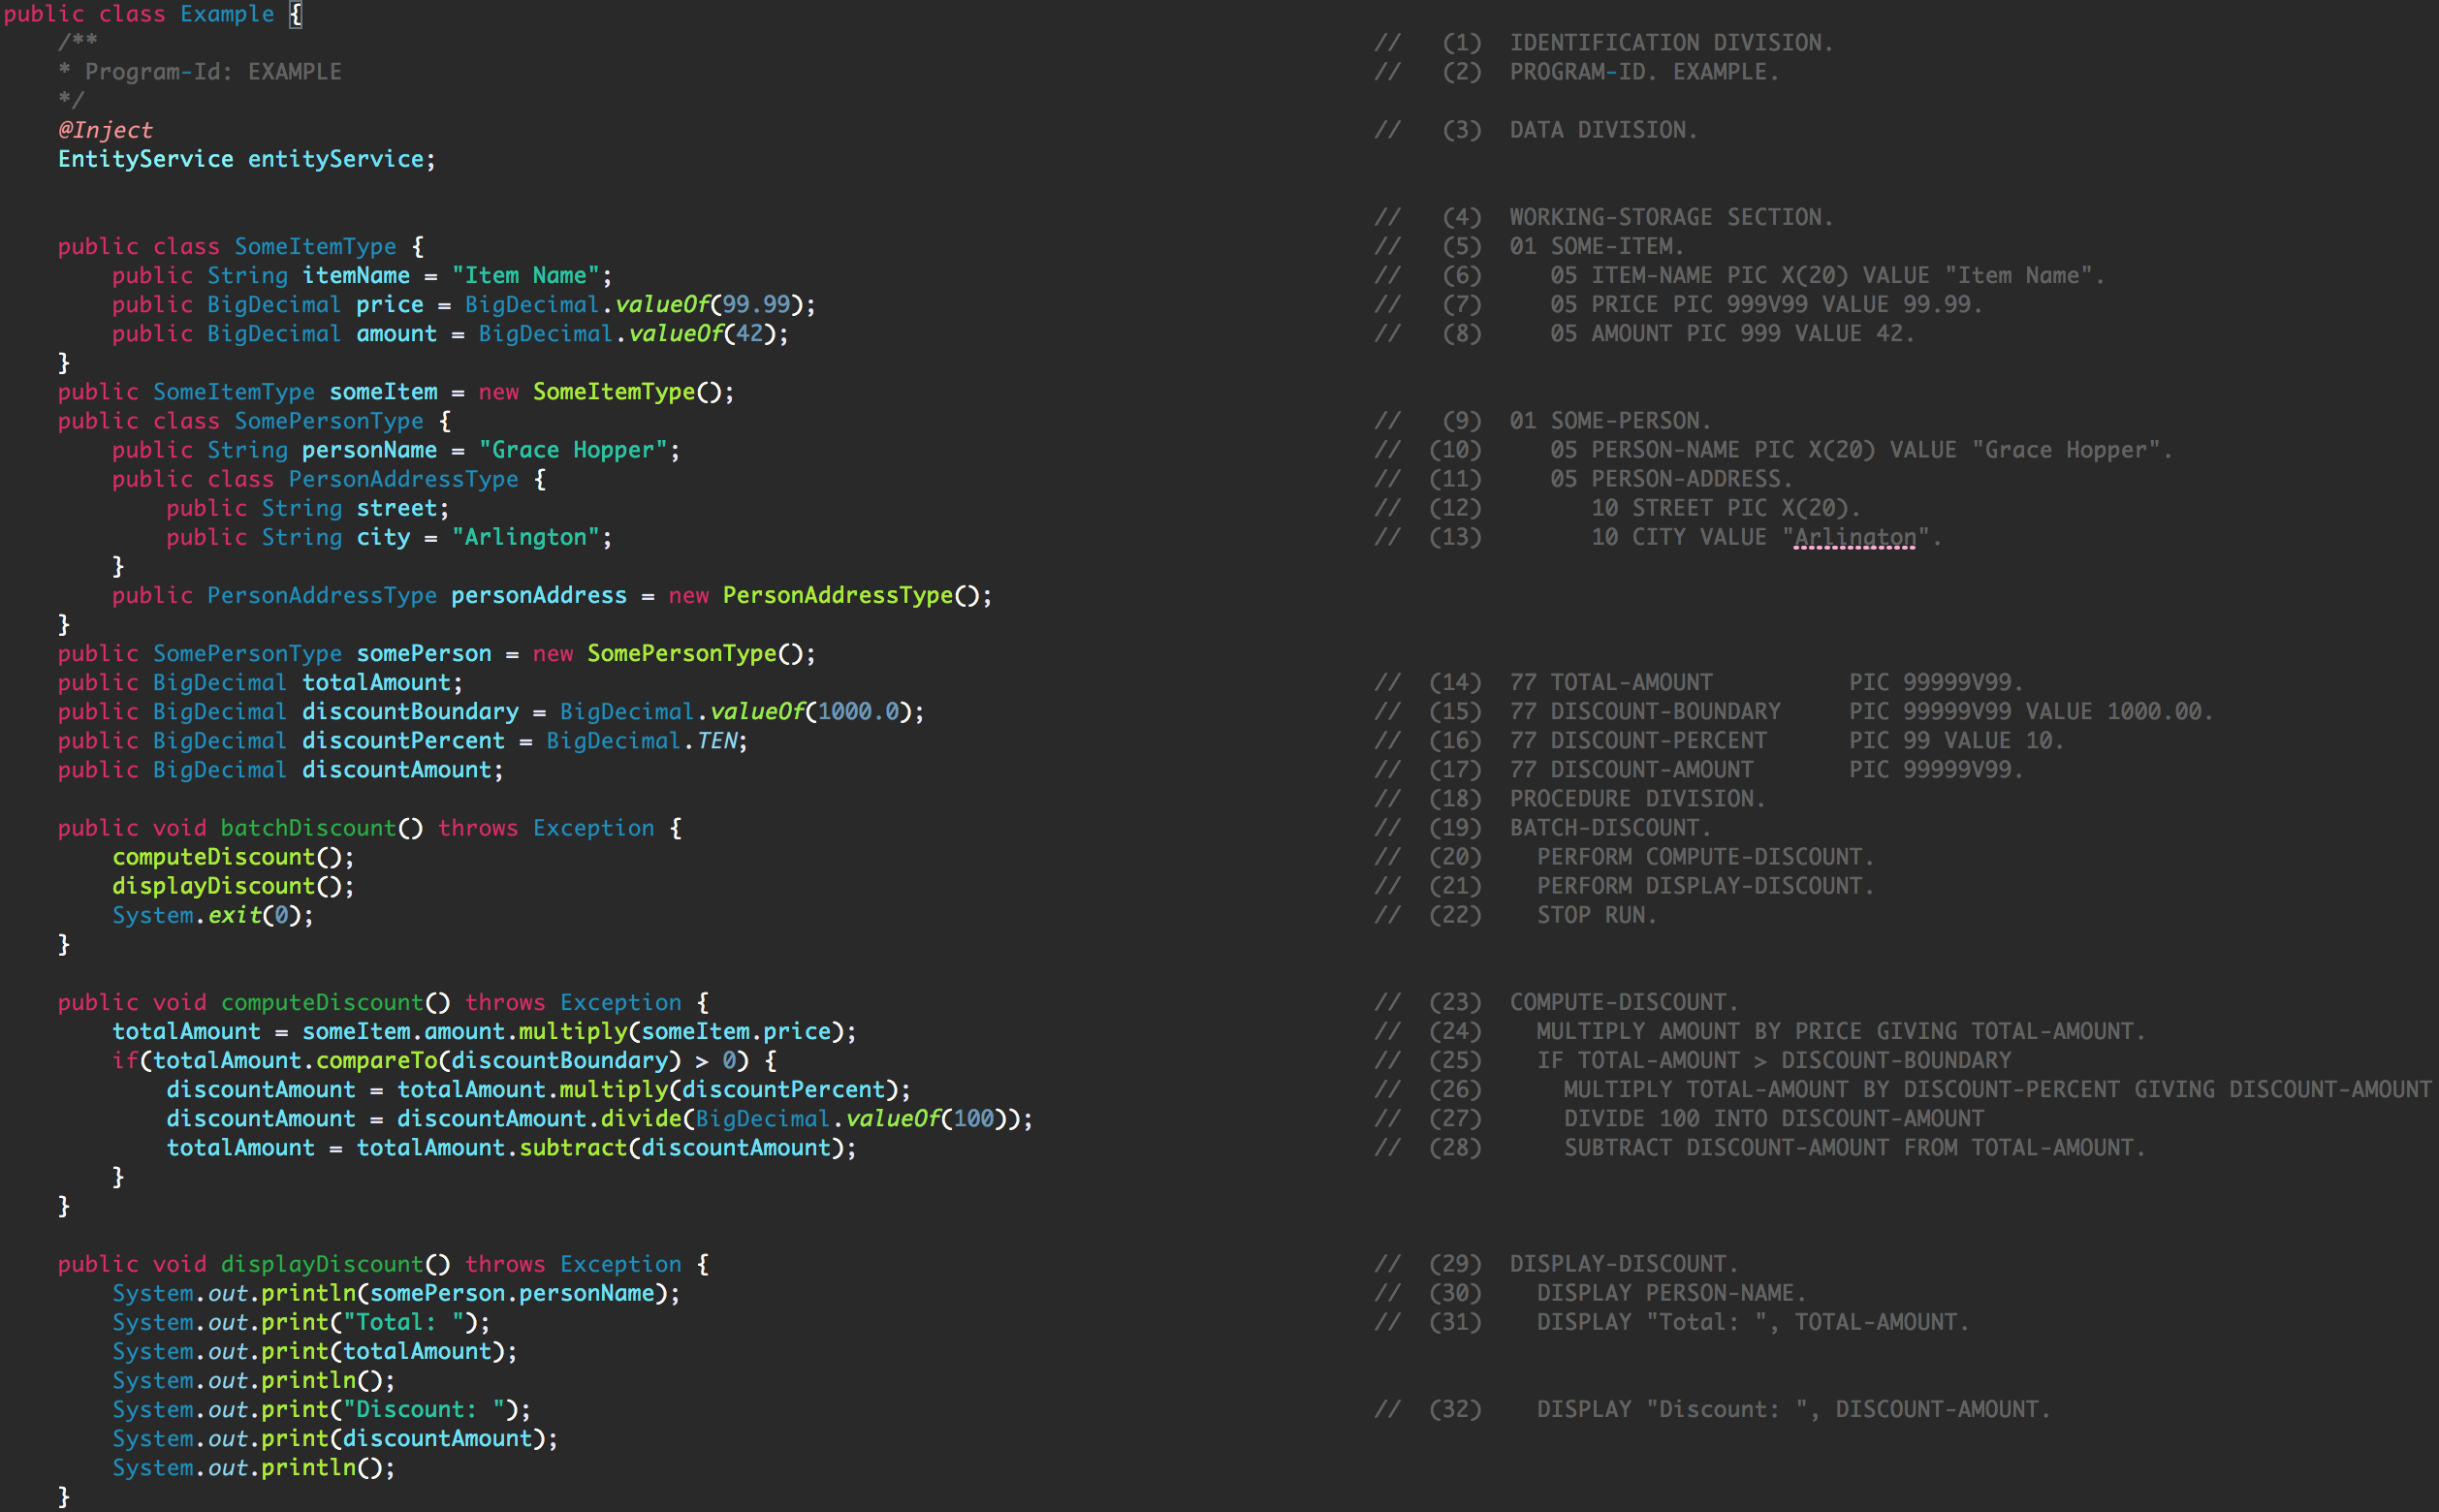 public class Example {
    /**                                                                                              //   (1)  IDENTIFICATION DIVISION.
    * Program-Id: EXAMPLE                                                                            //   (2)  PROGRAM-ID. EXAMPLE.
    */
    @Inject                                                                                          //   (3)  DATA DIVISION.
    EntityService entityService;
                                                                                                     //   (4)  WORKING-STORAGE SECTION.
    public class SomeItemType {                                                                      //   (5)  01 SOME-ITEM.
        public String itemName = "Item Name";                                                        //   (6)     05 ITEM-NAME PIC X(20) VALUE "Item Name".
        public BigDecimal price = BigDecimal.valueOf(99.99);                                         //   (7)     05 PRICE PIC 999V99 VALUE 99.99.
        public BigDecimal amount = BigDecimal.valueOf(42);                                           //   (8)     05 AMOUNT PIC 999 VALUE 42.
    }
    public SomeItemType someItem = new SomeItemType();
    public class SomePersonType {                                                                    //   (9)  01 SOME-PERSON.
        public String personName = "Grace Hopper";                                                   //  (10)     05 PERSON-NAME PIC X(20) VALUE "Grace Hopper".
        public class PersonAddressType {                                                             //  (11)     05 PERSON-ADDRESS.
            public String street;                                                                    //  (12)        10 STREET PIC X(20).
            public String city = "Arlington";                                                        //  (13)        10 CITY VALUE "Arlington".
        }
        public PersonAddressType personAddress = new PersonAddressType();
    }
    public SomePersonType somePerson = new SomePersonType();
    public BigDecimal totalAmount;                                                                   //  (14)  77 TOTAL-AMOUNT          PIC 99999V99.
    public BigDecimal discountBoundary = BigDecimal.valueOf(1000.0);                                 //  (15)  77 DISCOUNT-BOUNDARY     PIC 99999V99 VALUE 1000.00.
    public BigDecimal discountPercent = BigDecimal.TEN;                                              //  (16)  77 DISCOUNT-PERCENT      PIC 99 VALUE 10.
    public BigDecimal discountAmount;                                                                //  (17)  77 DISCOUNT-AMOUNT       PIC 99999V99.
                                                                                                     //  (18)  PROCEDURE DIVISION.
    public void batchDiscount() throws Exception {                                                   //  (19)  BATCH-DISCOUNT.
        computeDiscount();                                                                           //  (20)    PERFORM COMPUTE-DISCOUNT.
        displayDiscount();                                                                           //  (21)    PERFORM DISPLAY-DISCOUNT.
        System.exit(0);                                                                              //  (22)    STOP RUN.
    }
    public void computeDiscount() throws Exception {                                                 //  (23)  COMPUTE-DISCOUNT.
        totalAmount = someItem.amount.multiply(someItem.price);                                      //  (24)    MULTIPLY AMOUNT BY PRICE GIVING TOTAL-AMOUNT.
        if(totalAmount.compareTo(discountBoundary) > 0) {                                            //  (25)    IF TOTAL-AMOUNT > DISCOUNT-BOUNDARY
            discountAmount = totalAmount.multiply(discountPercent);                                  //  (26)      MULTIPLY TOTAL-AMOUNT BY DISCOUNT-PERCENT GIVING DISCOUNT-AMOUNT
            discountAmount = discountAmount.divide(BigDecimal.valueOf(100));                         //  (27)      DIVIDE 100 INTO DISCOUNT-AMOUNT
            totalAmount = totalAmount.subtract(discountAmount);                                      //  (28)      SUBTRACT DISCOUNT-AMOUNT FROM TOTAL-AMOUNT.
        }
    }
    public void displayDiscount() throws Exception {                                                 //  (29)  DISPLAY-DISCOUNT.
        System.out.println(somePerson.personName);                                                   //  (30)    DISPLAY PERSON-NAME.
        System.out.print("Total: ");                                                                 //  (31)    DISPLAY "Total: ", TOTAL-AMOUNT.
        System.out.print(totalAmount);
        System.out.println();
        System.out.print("Discount: ");                                                              //  (32)    DISPLAY "Discount: ", DISCOUNT-AMOUNT.
        System.out.print(discountAmount);
        System.out.println();
    }